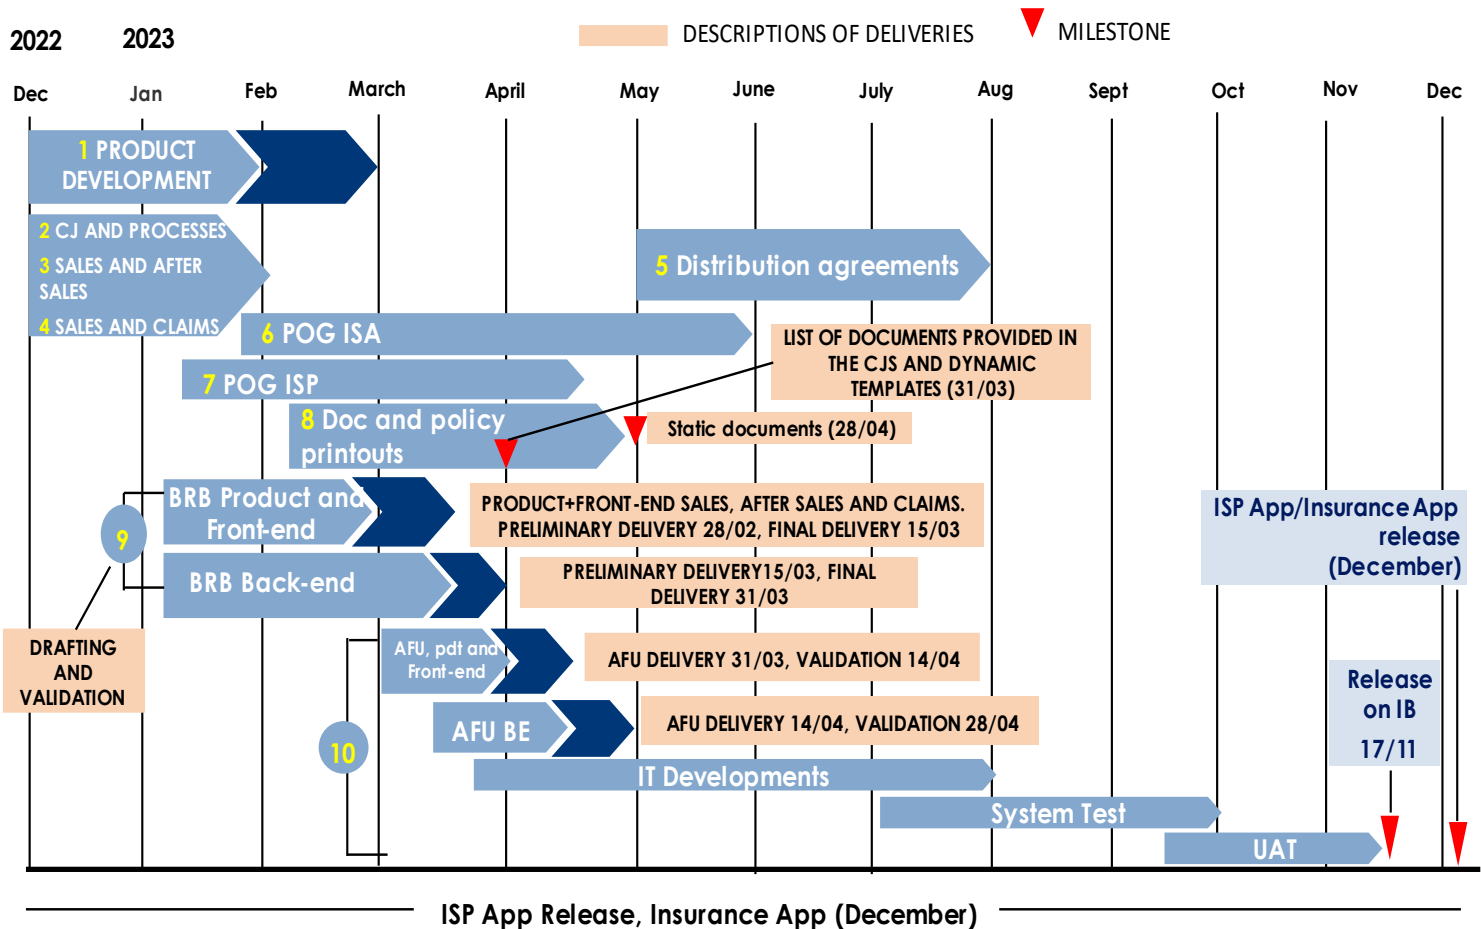 2022
2023
DESCRIPTIONS OF DELIVERIES
MILESTONE
Dec
Jan
Feb
March
April
May
June
July
Aug
Sept
Oct
Nov
Dec
1 PRODUCT
DEVELOPMENT
2 CJ AND PROCESSES
3 SALES AND AFTER
SALES
4 SALES AND CLAIMS
5 Distribution agreements
6 POG ISA
LIST OF DOCUMENTS PROVIDED IN
THE CJS AND DYNAMIC
TEMPLATES (31/03)
7 POG ISP
8 Doc and policy
printouts
Static documents (28/04)
9
BRB Product and
Front-end
PRODUCT+FRONT-END SALES, AFTER SALES AND CLAIMS.
PRELIMINARY DELIVERY 28/02, FINAL DELIVERY 15/03
ISP App/Insurance App
release
(December)
BRB Back-end
PRELIMINARY DELIVERY15/03, FINAL
DELIVERY 31/03
DRAFTING
AND
VALIDATION
10
AFU, pdt and
Front-end
AFU DELIVERY 31/03, VALIDATION 14/04
Release
on IB
17/11
AFU BE
AFU DELIVERY 14/04, VALIDATION 28/04
IT Developments
System Test
UAT
ISP App Release, Insurance App (December)